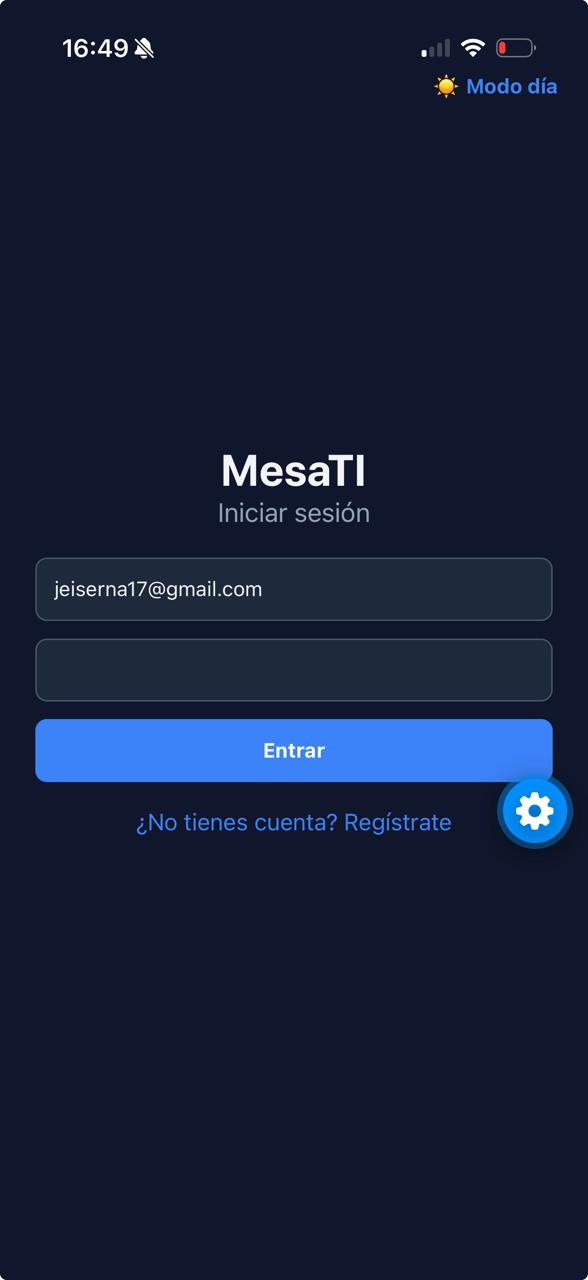 16:49
Modo día
MesaTI
Iniciar sesión
jeiserna17@gmail.com
Entrar
¿No tienes cuenta? Regístrate